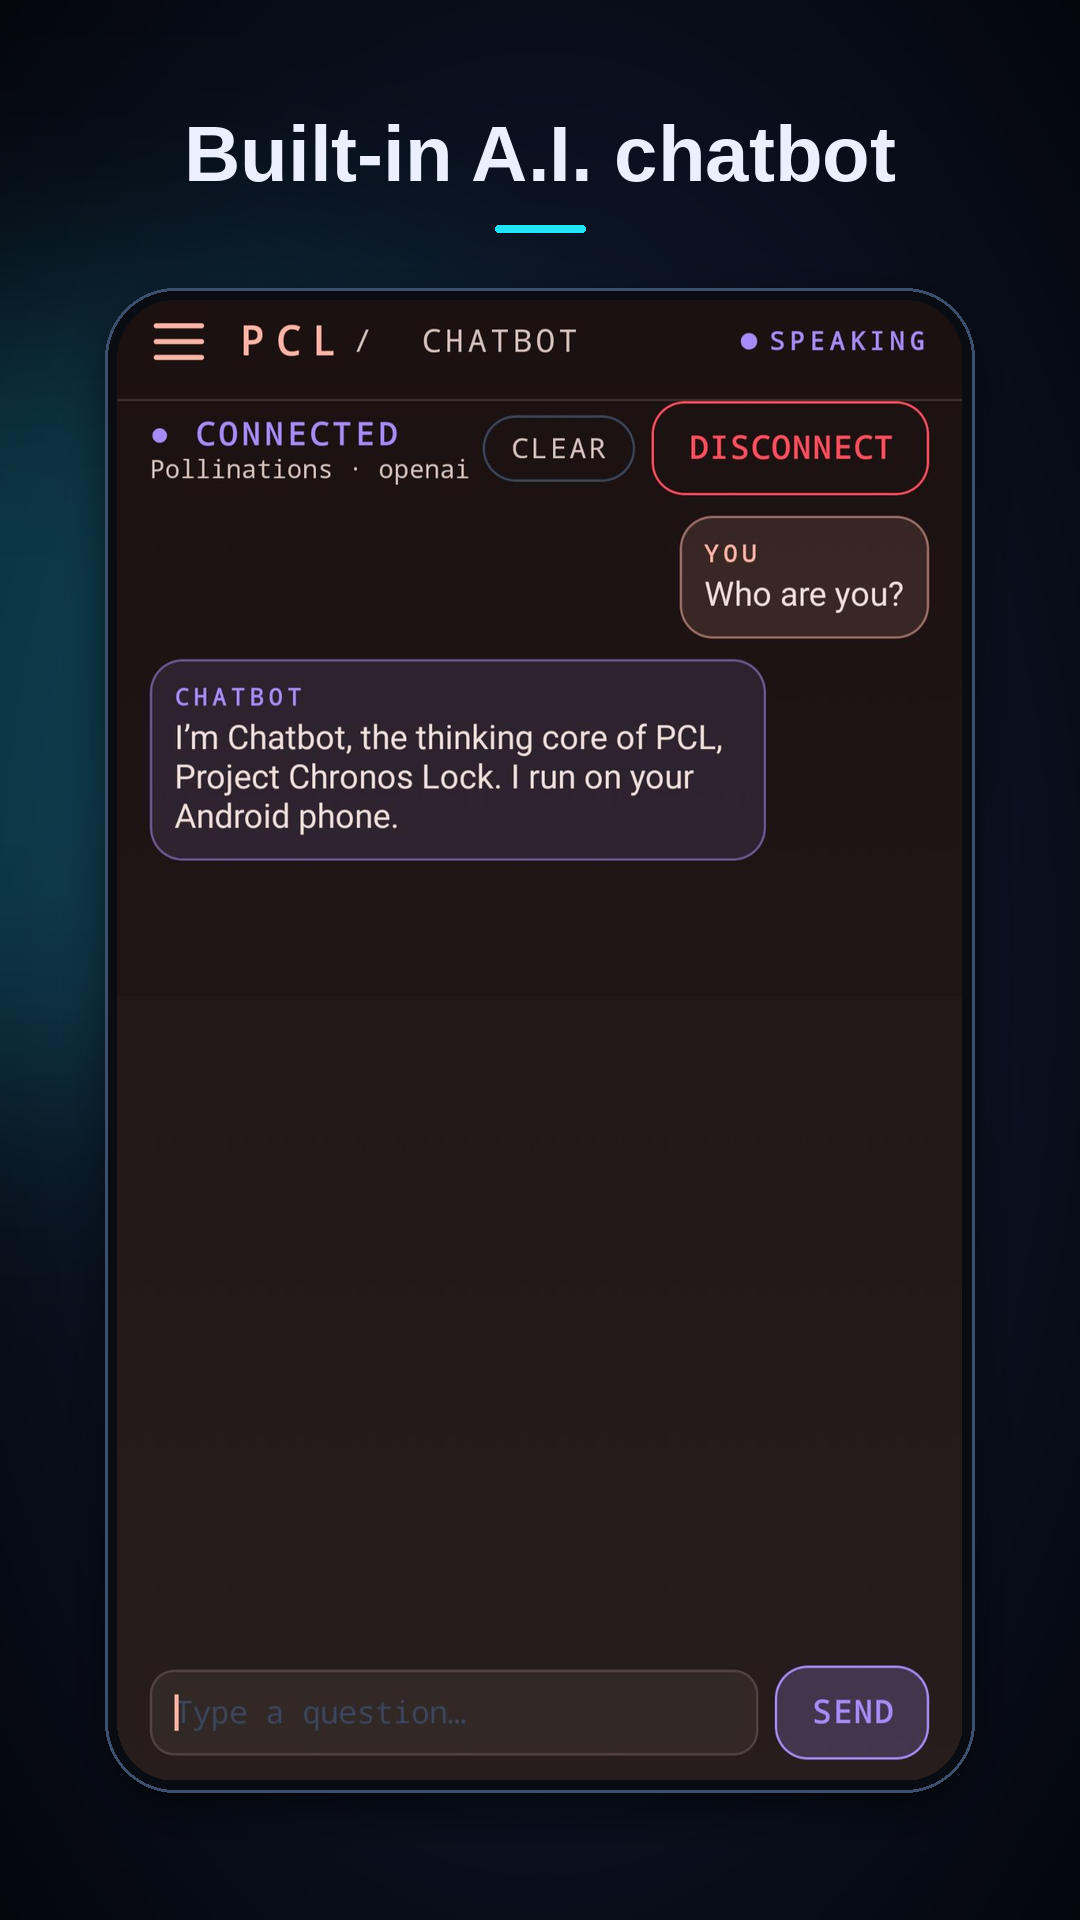 Built-in A.I. chatbot
PCL / CHATBOT
● SPEAKING
● CONNECTED
Pollinations · openai
CLEAR
DISCONNECT
YOU
Who are you?
CHATBOT
I’m Chatbot, the thinking core of PCL,
Project Chronos Lock. I run on your
Android phone.
Type a question…
SEND